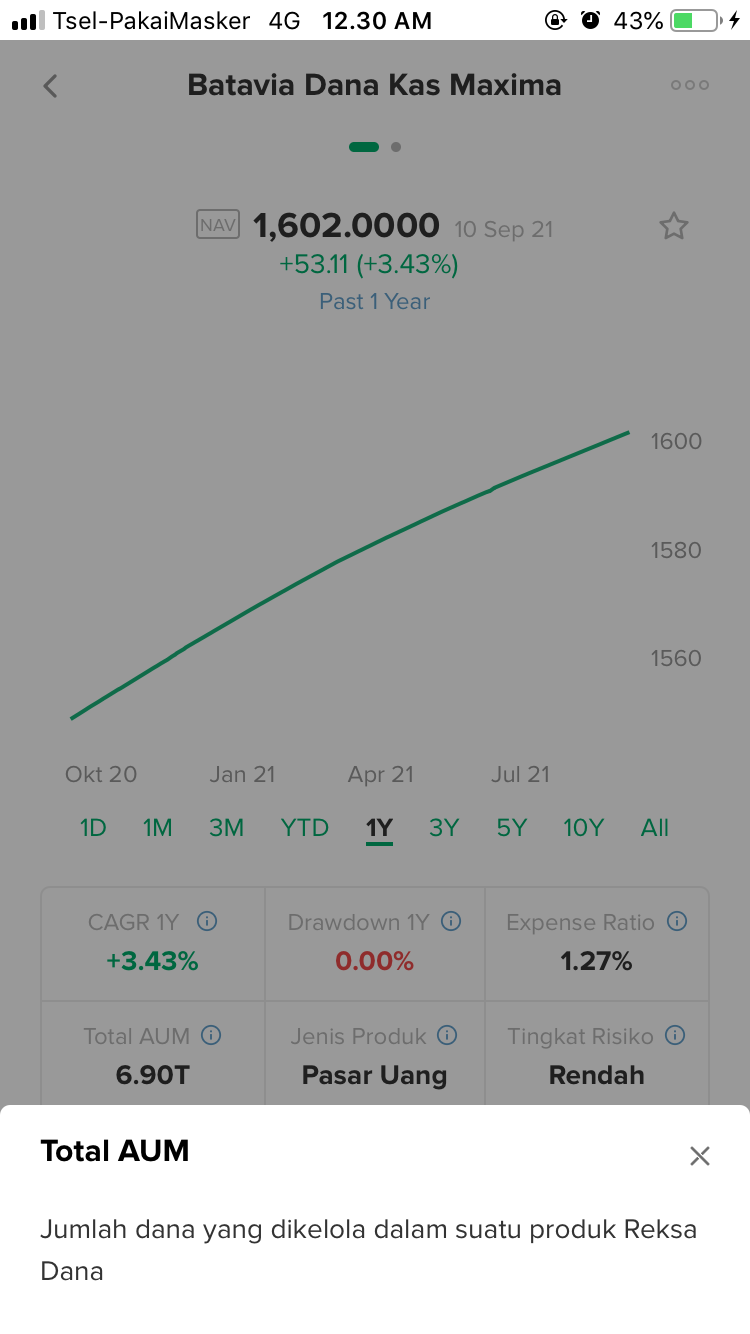 Tsel-PakaiMasker 4G 12.30 AM 43%
Batavia Dana Kas Maxima
NAV 1,602.0000 10 Sep 21
+53.11 (+3.43%)
Past 1 Year
1600
1580
1560
Okt 20 Jan 21 Apr 21 Jul 21
1D 1M 3M YTD 1Y 3Y 5Y 10Y All
CAGR 1Y Drawdown 1Y Expense Ratio
+3.43% 0.00% 1.27%
Total AUM Jenis Produk Tingkat Risiko
6.90T Pasar Uang Rendah
Total AUM
Jumlah dana yang dikelola dalam suatu produk Reksa
Dana